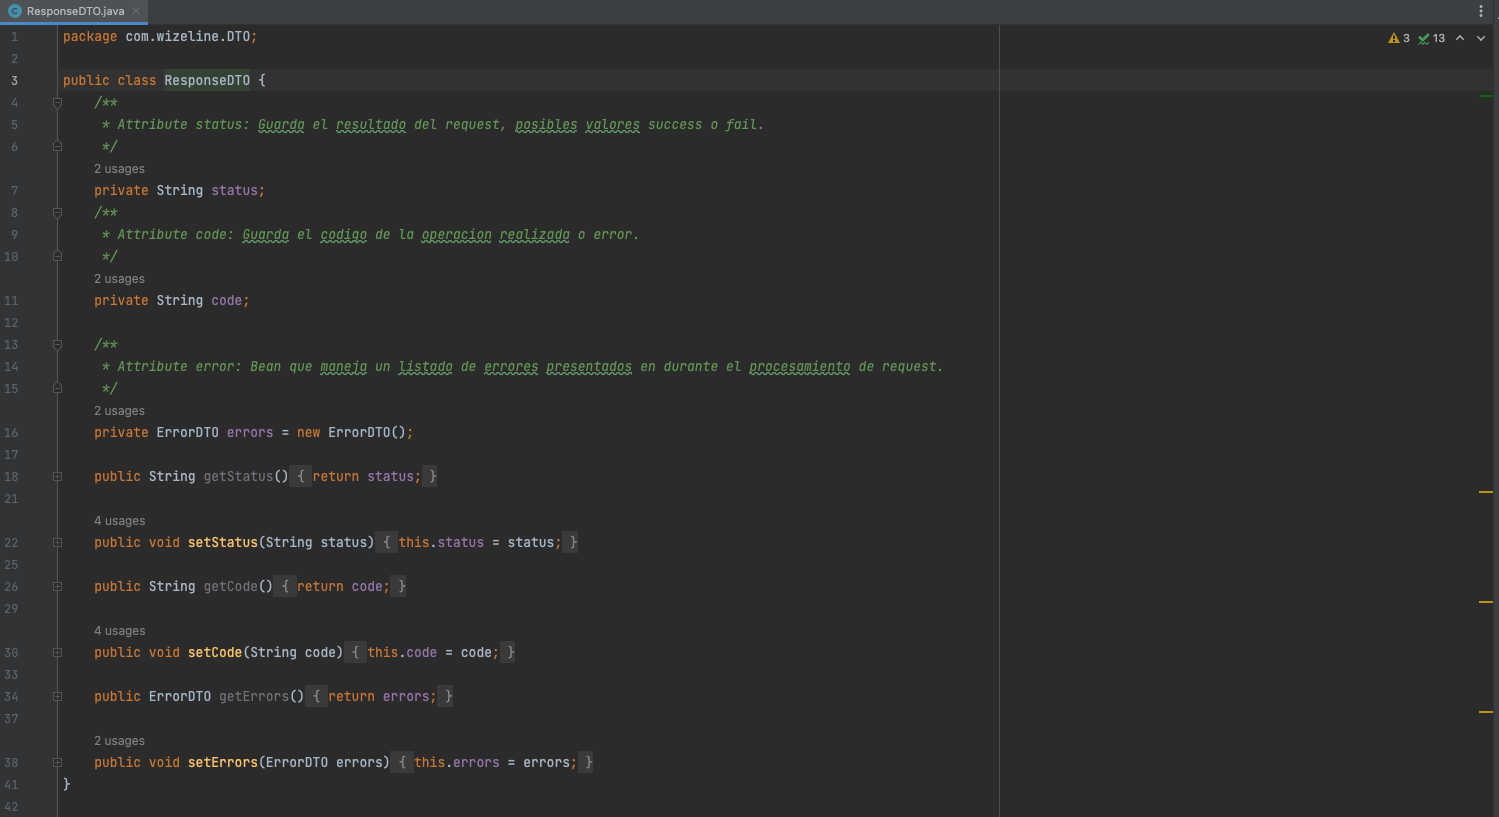 ResponseDTO.java
3 13
1 package com.wizeline.DTO;
2
3 public class ResponseDTO {
4 /**
5 * Attribute status: Guarda el resultado del request, posibles valores success o fail.
6 */
2 usages
7 private String status;
8 /**
9 * Attribute code: Guarda el codigo de la operacion realizada o error.
10 */
2 usages
11 private String code;
12
13 /**
14 * Attribute error: Bean que maneja un listado de errores presentados en durante el procesamiento de request.
15 */
2 usages
16 private ErrorDTO errors = new ErrorDTO();
17
18 public String getStatus() { return status; }
21
4 usages
22 public void setStatus(String status) { this.status = status; }
25
26 public String getCode() { return code; }
29
4 usages
30 public void setCode(String code) { this.code = code; }
33
34 public ErrorDTO getErrors() { return errors; }
37
2 usages
38 public void setErrors(ErrorDTO errors) { this.errors = errors; }
41 }
42